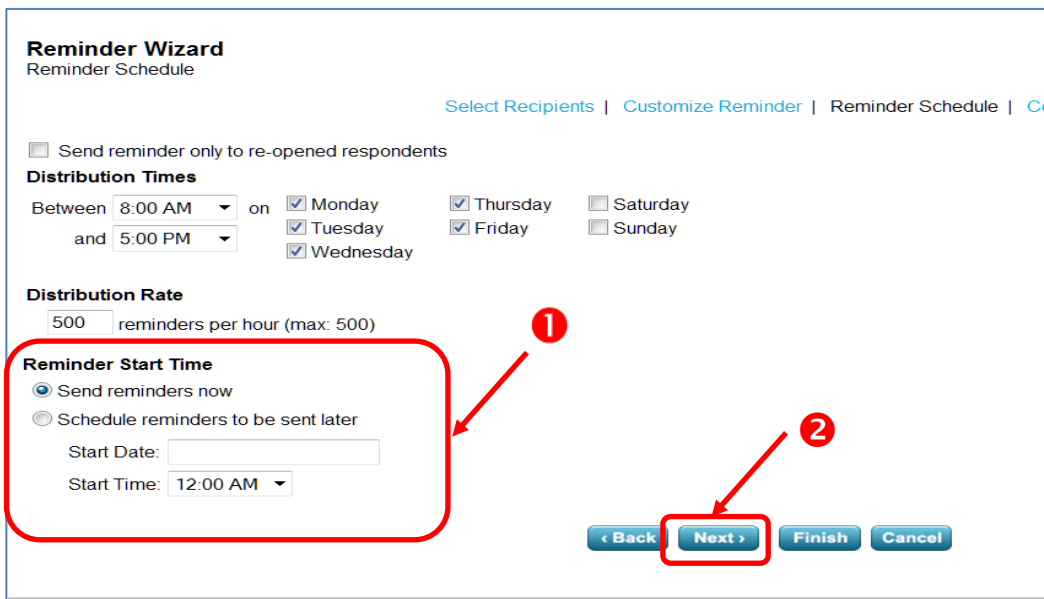 Reminder Wizard
Reminder Schedule
Select Recipients | Customize Reminder | Reminder Schedule |
Send reminder only to re-opened respondents
Distribution Times
Between 8:00 AM on Monday Thursday Saturday
and 5:00 PM Tuesday Friday Sunday
Wednesday
Distribution Rate
500 reminders per hour (max: 500)
1
Reminder Start Time
Send reminders now
Schedule reminders to be sent later
Start Date:
2
Start Time: 12:00 AM
‹ Back Next › Finish Cancel